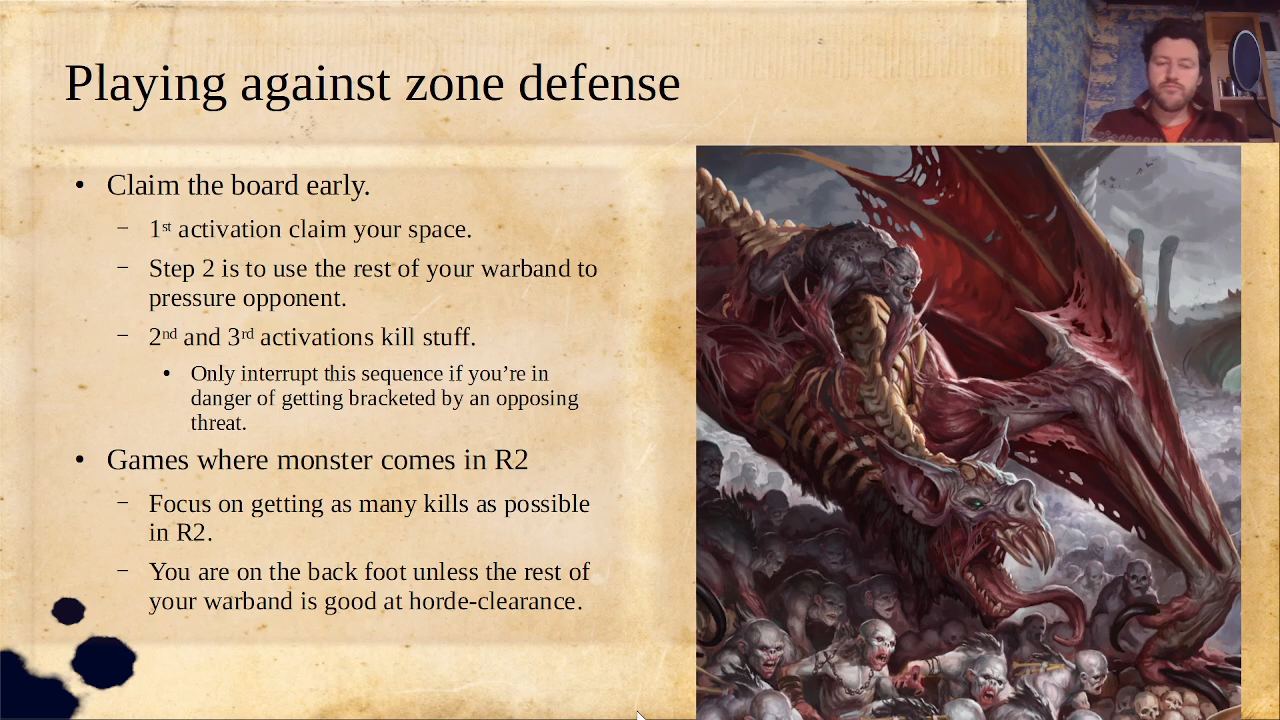 Playing against zone defense
• Claim the board early.
– 1st activation claim your space.
– Step 2 is to use the rest of your warband to
pressure opponent.
– 2nd and 3rd activations kill stuff.
• Only interrupt this sequence if you’re in
danger of getting bracketed by an opposing
threat.
• Games where monster comes in R2
– Focus on getting as many kills as possible
in R2.
– You are on the back foot unless the rest of
your warband is good at horde-clearance.